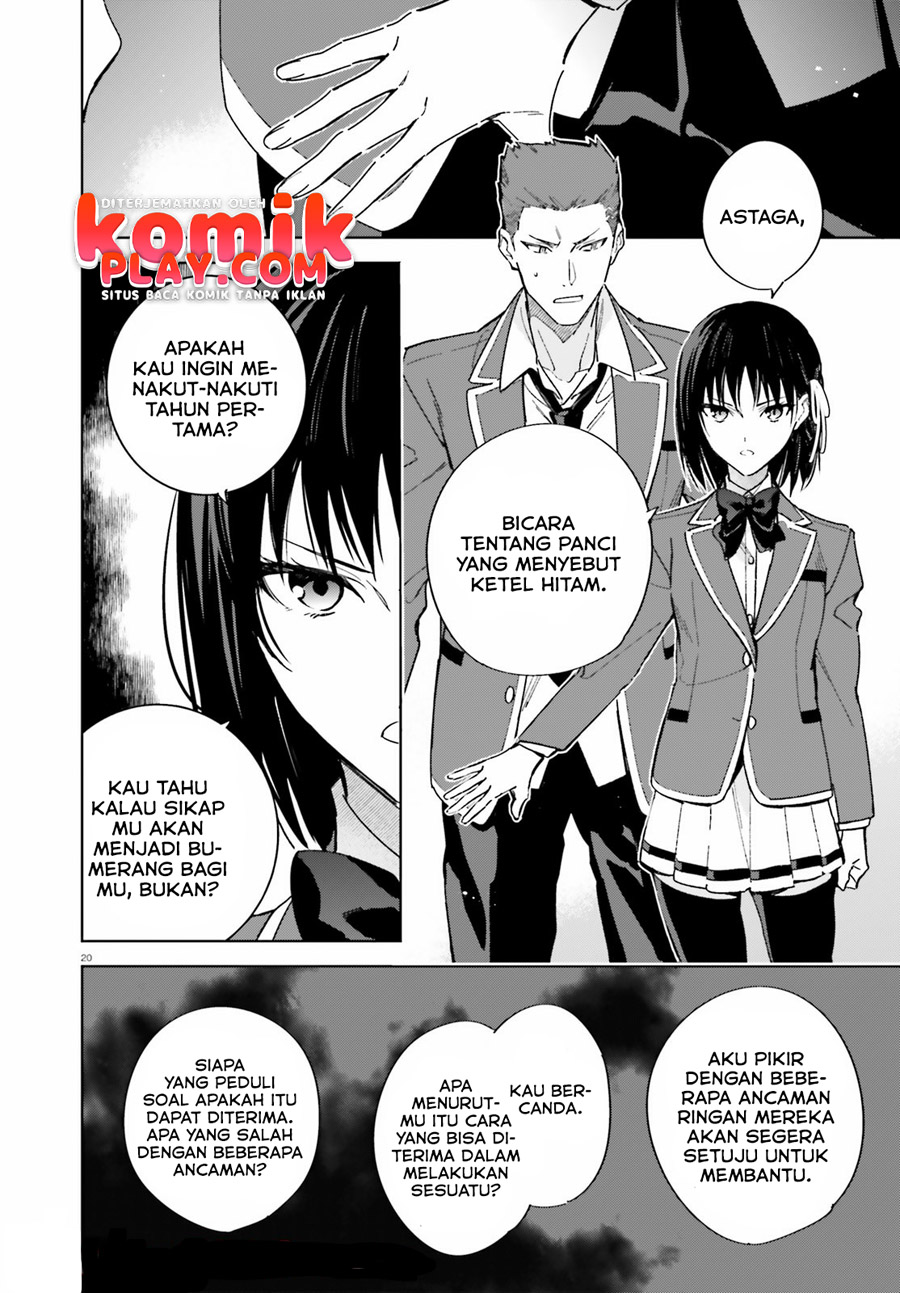 DITERJEMAHKAN OLEH
komik
PLAY.COM
SITUS BACA KOMIK TANPA IKLAN
ASTAGA,
BICARA
TENTANG PANCI
YANG MENYEBUT
KETEL HITAM.
APAKAH
KAU INGIN ME-
NAKUT-NAKUTI
TAHUN PER-
TAMA?
KAU TAHU
KALAU SIKAP
MU AKAN
MENJADI BU-
MERANG BAGI
MU, BUKAN?
20
AKU PIKIR
DENGAN BEBE-
RAPA ANCAMAN
RINGAN MEREKA
AKAN SEGERA
SETUJU UNTUK
MEMBANTU.
KAU BER-
CANDA.
APA
MENURUT-
MU ITU CARA
YANG BISA DI-
TERIMA DALAM
MELAKUKAN
SESUATU?
SIAPA
YANG PEDULI
SOAL APAKAH ITU
DAPAT DITERIMA.
APA YANG SALAH
DENGAN BEBERAPA
ANCAMAN?